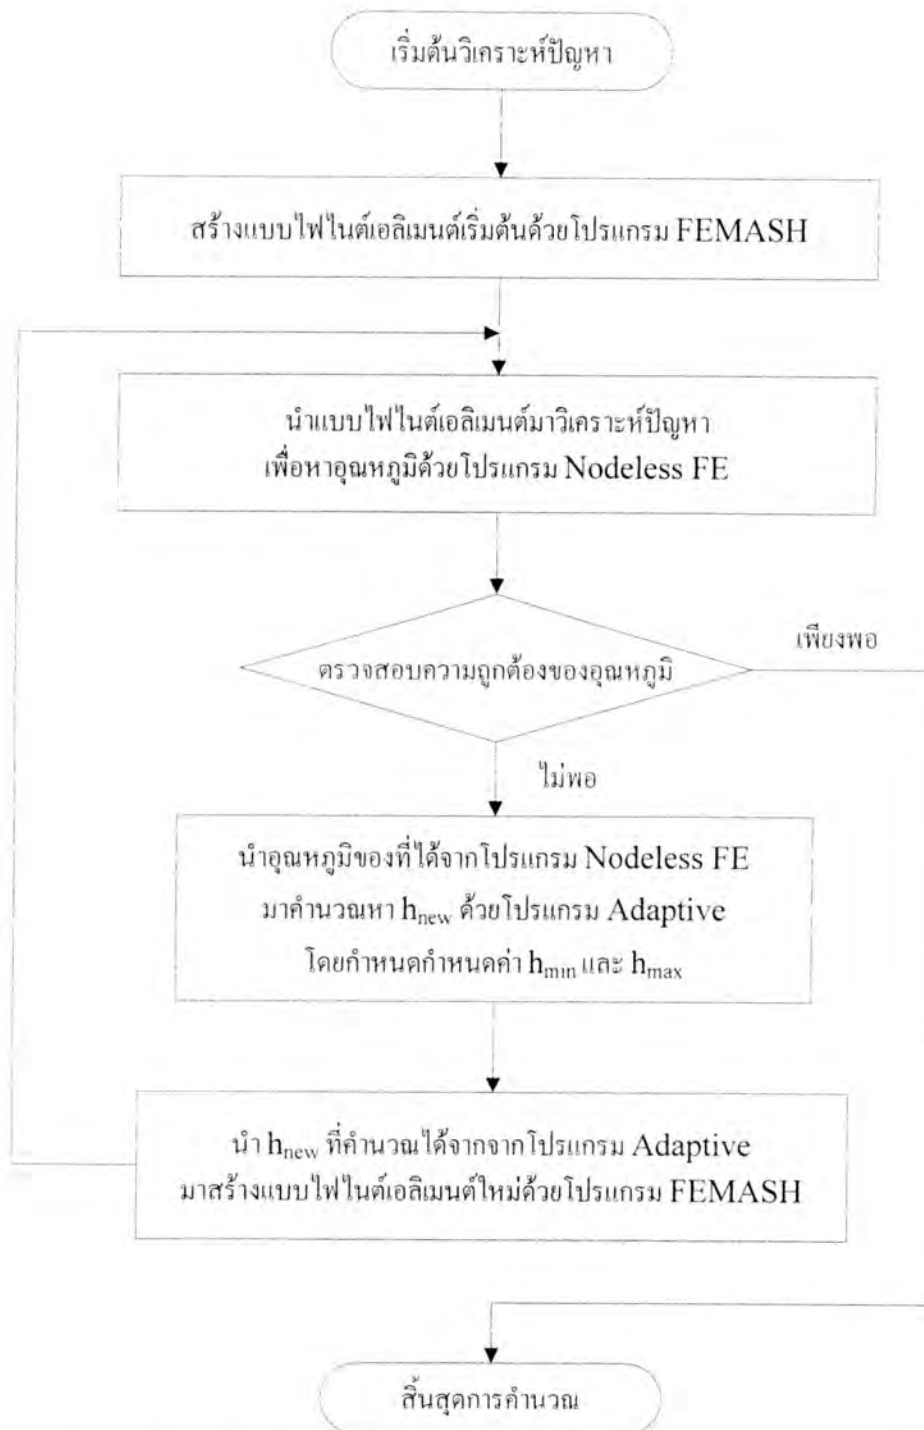 เริ่มต้นวิเคราะห์ปัญหา
สร้างแบบไฟไนต์เอลิเมนต์เริ่มต้นด้วยโปรแกรม FEMASH
นำแบบไฟไนต์เอลิเมนต์มาวิเคราะห์ปัญหา
เพื่อหาอุณหภูมิด้วยโปรแกรม Nodeless FE
ตรวจสอบความถูกต้องของอุณหภูมิ
เพียงพอ
ไม่พอ
นำอุณหภูมิของที่ได้จากโปรแกรม Nodeless FE
มาคำนวณหา hnew ด้วยโปรแกรม Adaptive
โดยกำหนดกำหนดค่า hmin และ hmax
นำ hnew ที่คำนวณได้จากจากโปรแกรม Adaptive
มาสร้างแบบไฟไนต์เอลิเมนต์ใหม่ด้วยโปรแกรม FEMASH
สิ้นสุดการคำนวณ